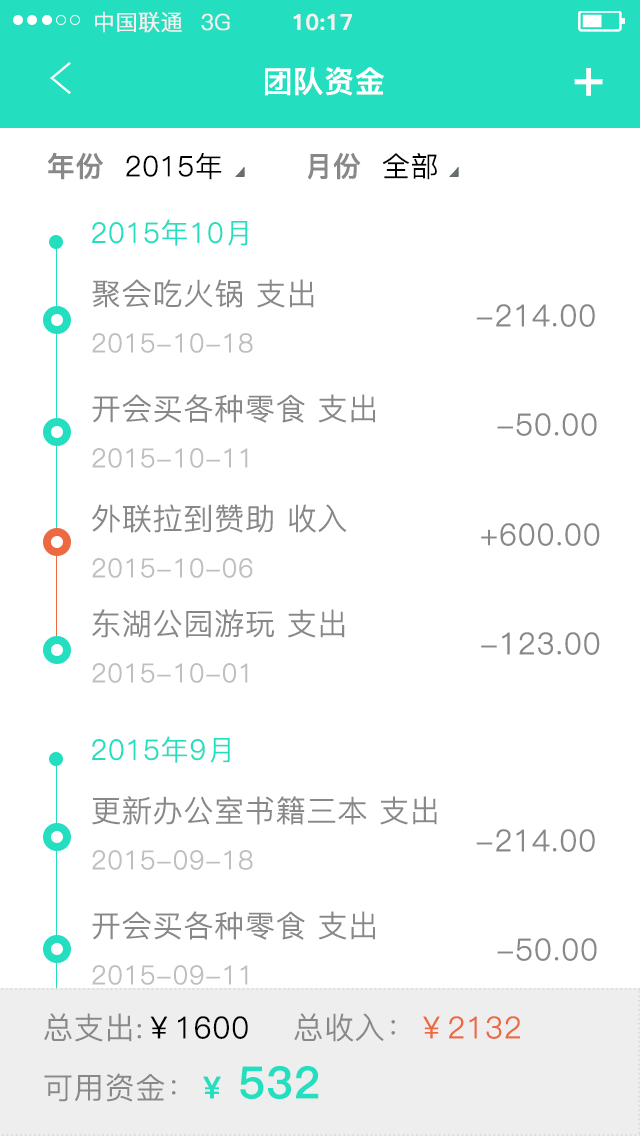 中国联通 3G 10:17
团队资金
年份 2015年 月份 全部
2015年10月
聚会吃火锅 支出
-214.00
2015-10-18
开会买各种零食 支出
-50.00
2015-10-11
外联拉到赞助 收入
+600.00
2015-10-06
东湖公园游玩 支出
-123.00
2015-10-01
2015年9月
更新办公室书籍三本 支出
-214.00
2015-09-18
开会买各种零食 支出
-50.00
2015-09-11
总支出:¥1600 总收入：¥2132
可用资金：¥ 532